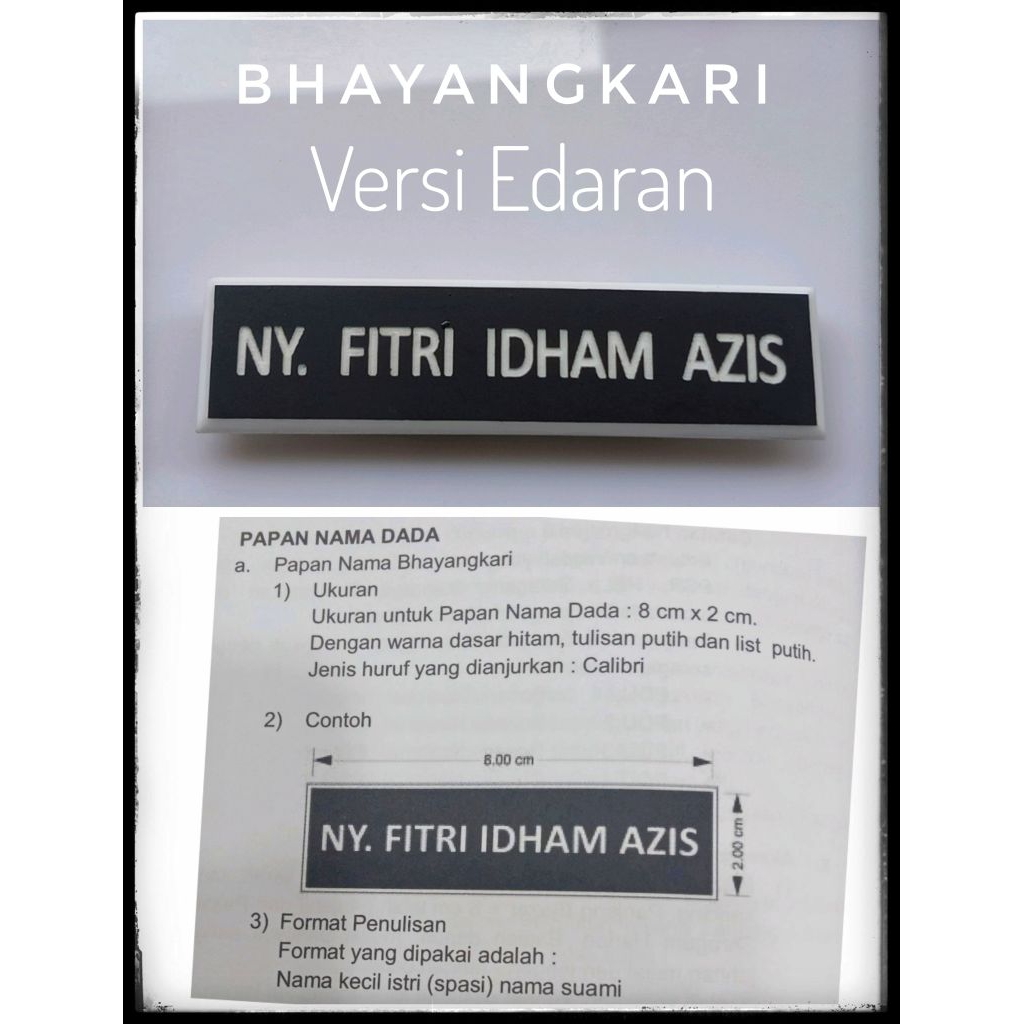 BHAYANGKARI
Versi Edaran
NY. FITRI IDHAM AZIS
PAPAN NAMA DADA
a. Papan Nama Bhayangkari
1) Ukuran
Ukuran untuk Papan Nama Dada : 8 cm x 2 cm.
Dengan warna dasar hitam, tulisan putih dan list putih.
Jenis huruf yang dianjurkan : Calibri
2) Contoh
8.00 cm
NY. FITRI IDHAM AZIS
2.00 cm
3) Format Penulisan
Format yang dipakai adalah :
Nama kecil istri (spasi) nama suami